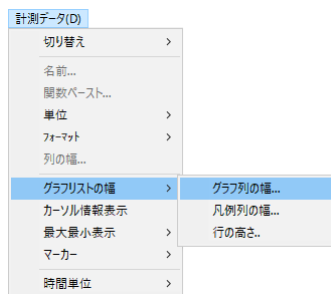 計測データ(D)
切り替え
名前...
関数ペースト...
単位
フォーマット
列の幅...
グラフリストの幅
グラフ列の幅...
カーソル情報表示
凡例列の幅...
最大最小表示
行の高さ..
マーカー
時間単位